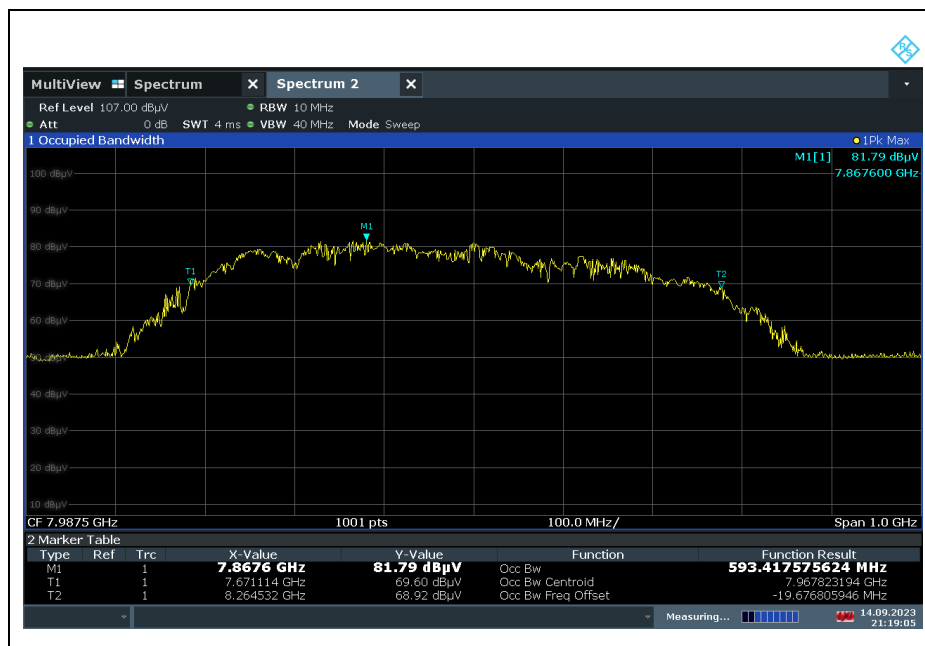 R&S
MultiView Spectrum X Spectrum 2 X
Ref Level 107.00 dBµV RBW 10 MHz
Att 0 dB SWT 4 ms VBW 40 MHz Mode Sweep
1 Occupied Bandwidth 1Pk Max
M1[1] 81.79 dBµV
7.867600 GHz
100 dBµV
90 dBµV
M1
80 dBµV
T1
T2
70 dBµV
60 dBµV
50 dBµV
40 dBµV
30 dBµV
20 dBµV
10 dBµV
CF 7.9875 GHz 1001 pts 100.0 MHz/ Span 1.0 GHz
2 Marker Table
Type Ref Trc X-Value Y-Value Function Function Result
M1 1 7.8676 GHz 81.79 dBµV Occ Bw 593.417575624 MHz
T1 1 7.671114 GHz 69.60 dBµV Occ Bw Centroid 7.967823194 GHz
T2 1 8.264532 GHz 68.92 dBµV Occ Bw Freq Offset -19.676805946 MHz
Measuring... 14.09.2023
21:19:05